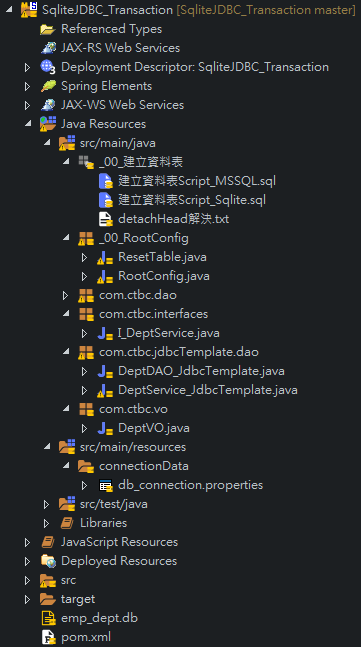 SqliteJDBC_Transaction [SqliteJDBC_Transaction master]
Referenced Types
JAX-RS Web Services
Deployment Descriptor: SqliteJDBC_Transaction
Spring Elements
JAX-WS Web Services
Java Resources
src/main/java
_00_建立資料表
建立資料表Script_MSSQL.sql
建立資料表Script_Sqlite.sql
detachHead解決.txt
_00_RootConfig
ResetTable.java
RootConfig.java
com.ctbc.dao
com.ctbc.interfaces
I_DeptService.java
com.ctbc.jdbcTemplate.dao
DeptDAO_JdbcTemplate.java
DeptService_JdbcTemplate.java
com.ctbc.vo
DeptVO.java
src/main/resources
connectionData
db_connection.properties
src/test/java
Libraries
JavaScript Resources
Deployed Resources
src
target
emp_dept.db
pom.xml